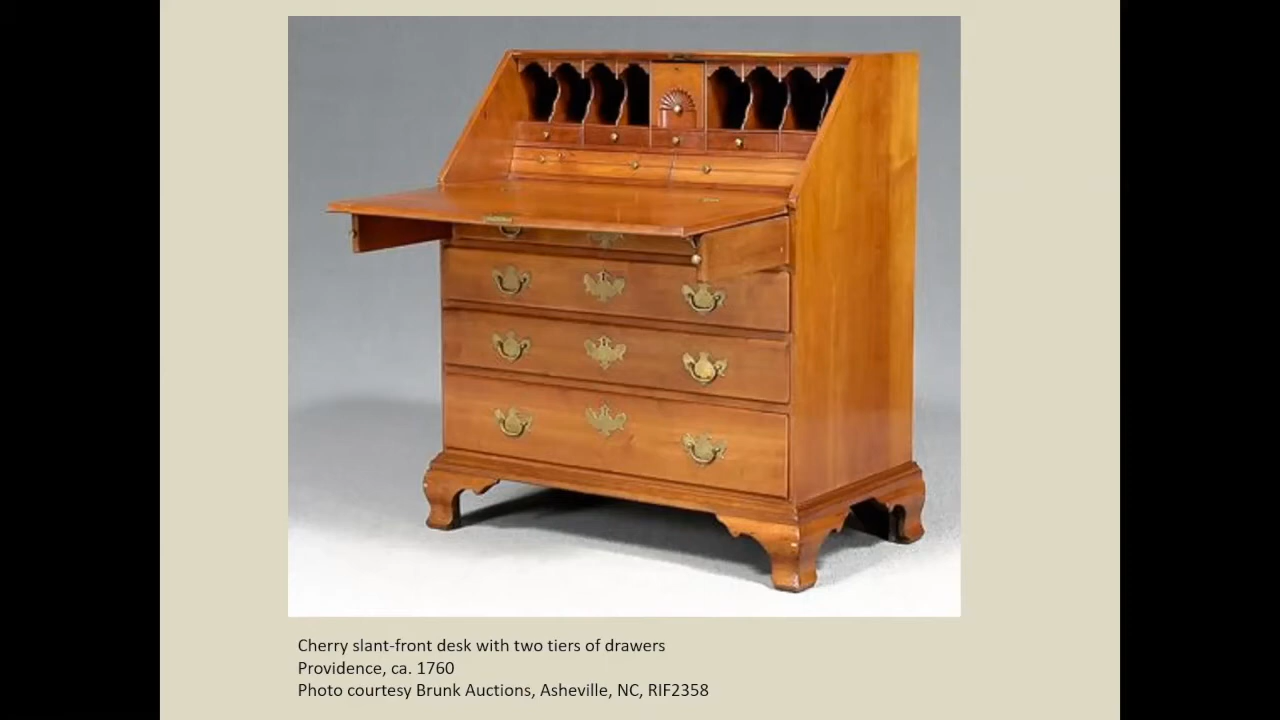 Cherry slant-front desk with two tiers of drawers
Providence, ca. 1760
Photo courtesy Brunk Auctions, Asheville, NC, RIF2358